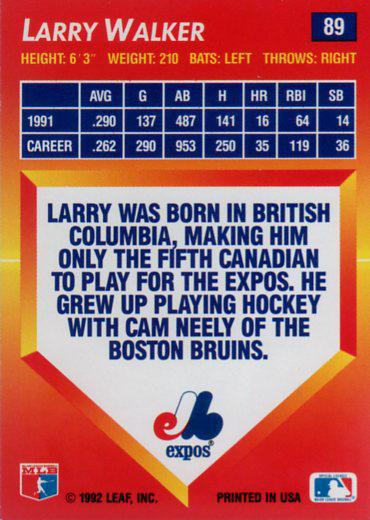 LARRY WALKER 89
HEIGHT: 6'3" WEIGHT: 210 BATS: LEFT THROWS: RIGHT
AVG G AB H HR RBI SB
1991 .290 137 487 141 16 64 14
CAREER .262 290 953 250 35 119 36
LARRY WAS BORN IN BRITISH
COLUMBIA, MAKING HIM
ONLY THE FIFTH CANADIAN
TO PLAY FOR THE EXPOS. HE
GREW UP PLAYING HOCKEY
WITH CAM NEELY OF THE
BOSTON BRUINS.
expos®
MLB
© 1992 LEAF, INC. PRINTED IN USA